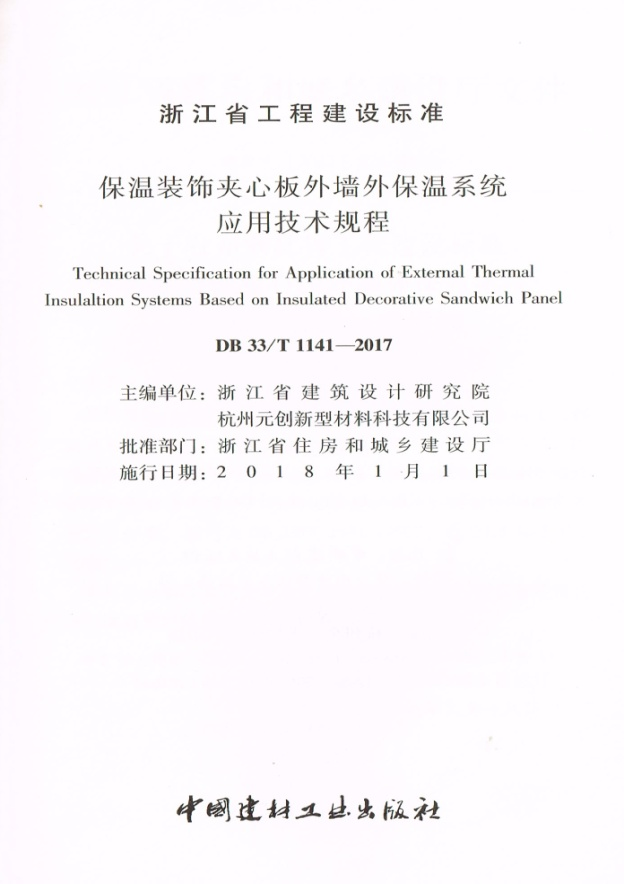 浙江省工程建设标准
保温装饰夹心板外墙外保温系统
应用技术规程
Technical Specification for Application of External Thermal
Insulaltion Systems Based on Insulated Decorative Sandwich Panel
DB 33/T 1141—2017
主编单位：浙江省建筑设计研究院
杭州元创新型材料科技有限公司
批准部门：浙江省住房和城乡建设厅
施行日期：2018年1月1日
中国建材工业出版社